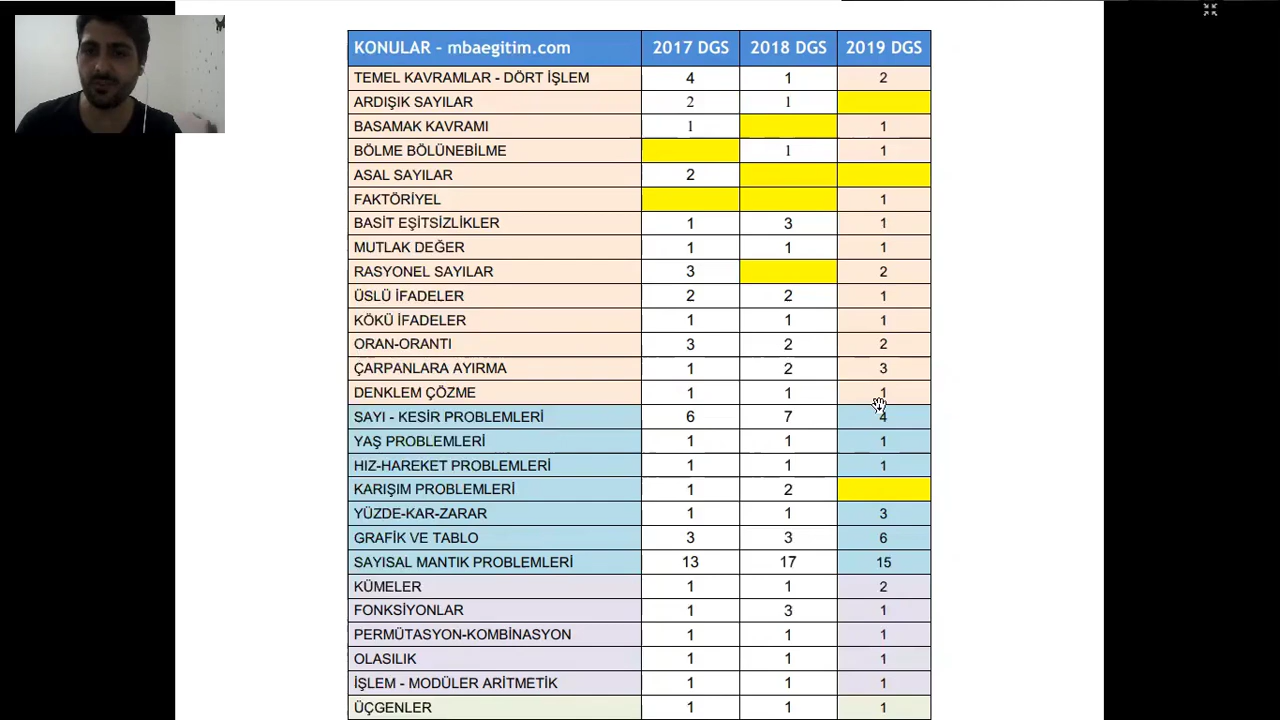 KONULAR - mbaegitim.com 2017 DGS 2018 DGS 2019 DGS
TEMEL KAVRAMLAR - DÖRT İŞLEM 4 1 2
ARDIŞIK SAYILAR 2 1
BASAMAK KAVRAMI 1 1
BÖLME BÖLÜNEBİLME 1 1
ASAL SAYILAR 2
FAKTÖRİYEL 1
BASİT EŞİTSİZLİKLER 1 3 1
MUTLAK DEĞER 1 1 1
RASYONEL SAYILAR 3 2
ÜSLÜ İFADELER 2 2 1
KÖKÜ İFADELER 1 1 1
ORAN-ORANTI 3 2 2
ÇARPANLARA AYIRMA 1 2 3
DENKLEM ÇÖZME 1 1 1
SAYI - KESİR PROBLEMLERİ 6 7 4
YAŞ PROBLEMLERİ 1 1 1
HIZ-HAREKET PROBLEMLERİ 1 1 1
KARIŞIM PROBLEMLERİ 1 2
YÜZDE-KAR-ZARAR 1 1 3
GRAFİK VE TABLO 3 3 6
SAYISAL MANTIK PROBLEMLERİ 13 17 15
KÜMELER 1 1 2
FONKSİYONLAR 1 3 1
PERMÜTASYON-KOMBİNASYON 1 1 1
OLASILIK 1 1 1
İŞLEM - MODÜLER ARİTMETİK 1 1 1
ÜÇGENLER 1 1 1